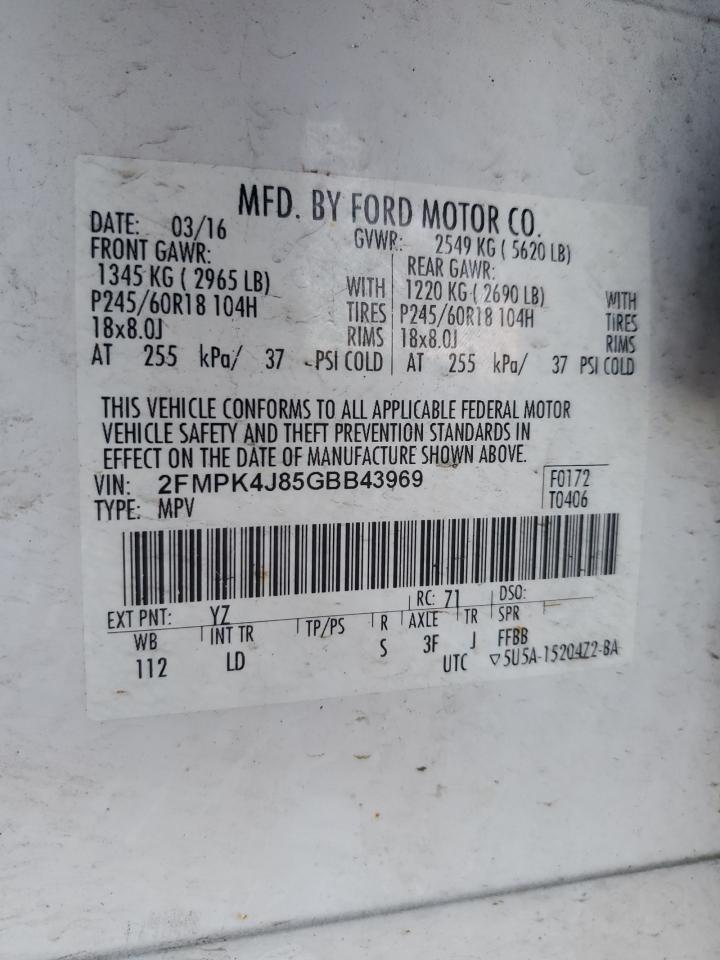 MFD. BY FORD MOTOR CO.
DATE: 03/16 GVWR: 2549 KG ( 5620 LB)
FRONT GAWR: REAR GAWR:
1345 KG ( 2965 LB) WITH 1220 KG ( 2690 LB) WITH
P245/60R18 104H TIRES P245/60R18 104H TIRES
18x8.0J RIMS 18x8.0J RIMS
AT 255 kPa/ 37 PSI COLD AT 255 kPa/ 37 PSI COLD
THIS VEHICLE CONFORMS TO ALL APPLICABLE FEDERAL MOTOR
VEHICLE SAFETY AND THEFT PREVENTION STANDARDS IN
EFFECT ON THE DATE OF MANUFACTURE SHOWN ABOVE.
VIN: 2FMPK4J85GBB43969 F0172
TYPE: MPV T0406
EXT PNT: YZ RC: 71 DSO:
WB INT TR TP/PS R AXLE TR SPR
112 LD S 3F J FFBB
UTC ▽5U5A-15204Z2-BA